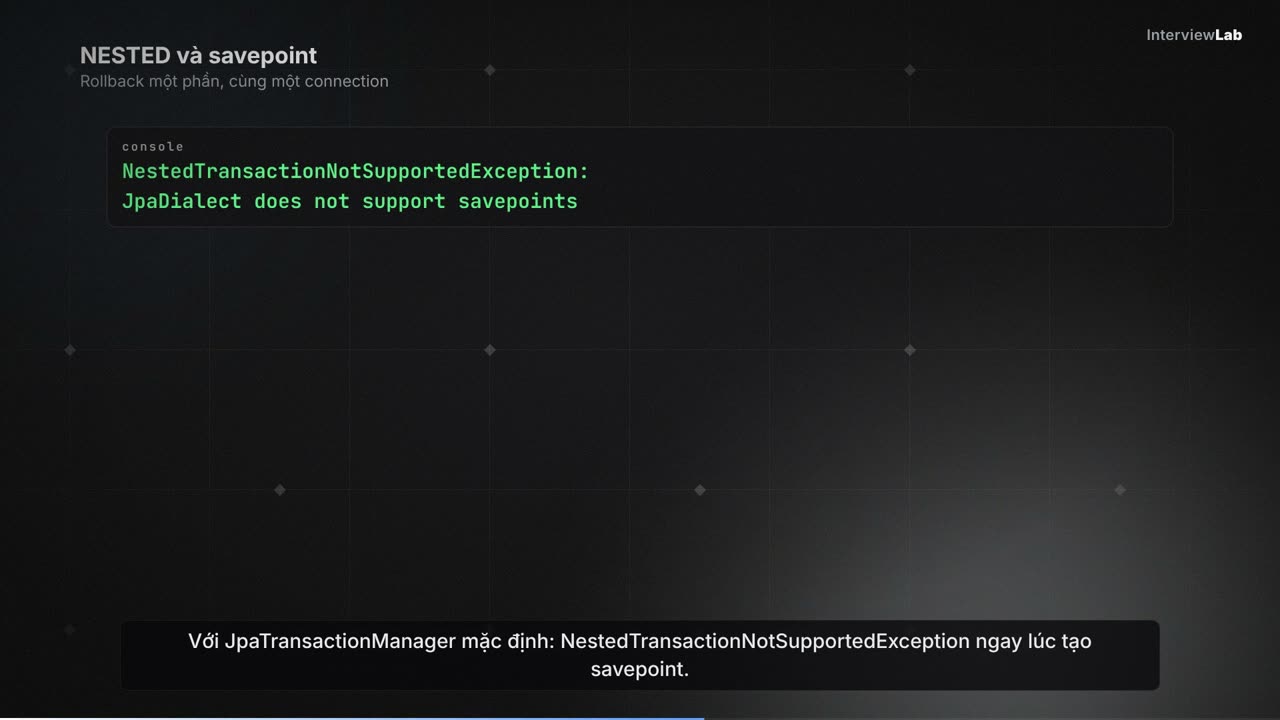 NESTED và savepoint
Rollback một phần, cùng một connection
InterviewLab
console
NestedTransactionNotSupportedException:
JpaDialect does not support savepoints
Với JpaTransactionManager mặc định: NestedTransactionNotSupportedException ngay lúc tạo
savepoint.